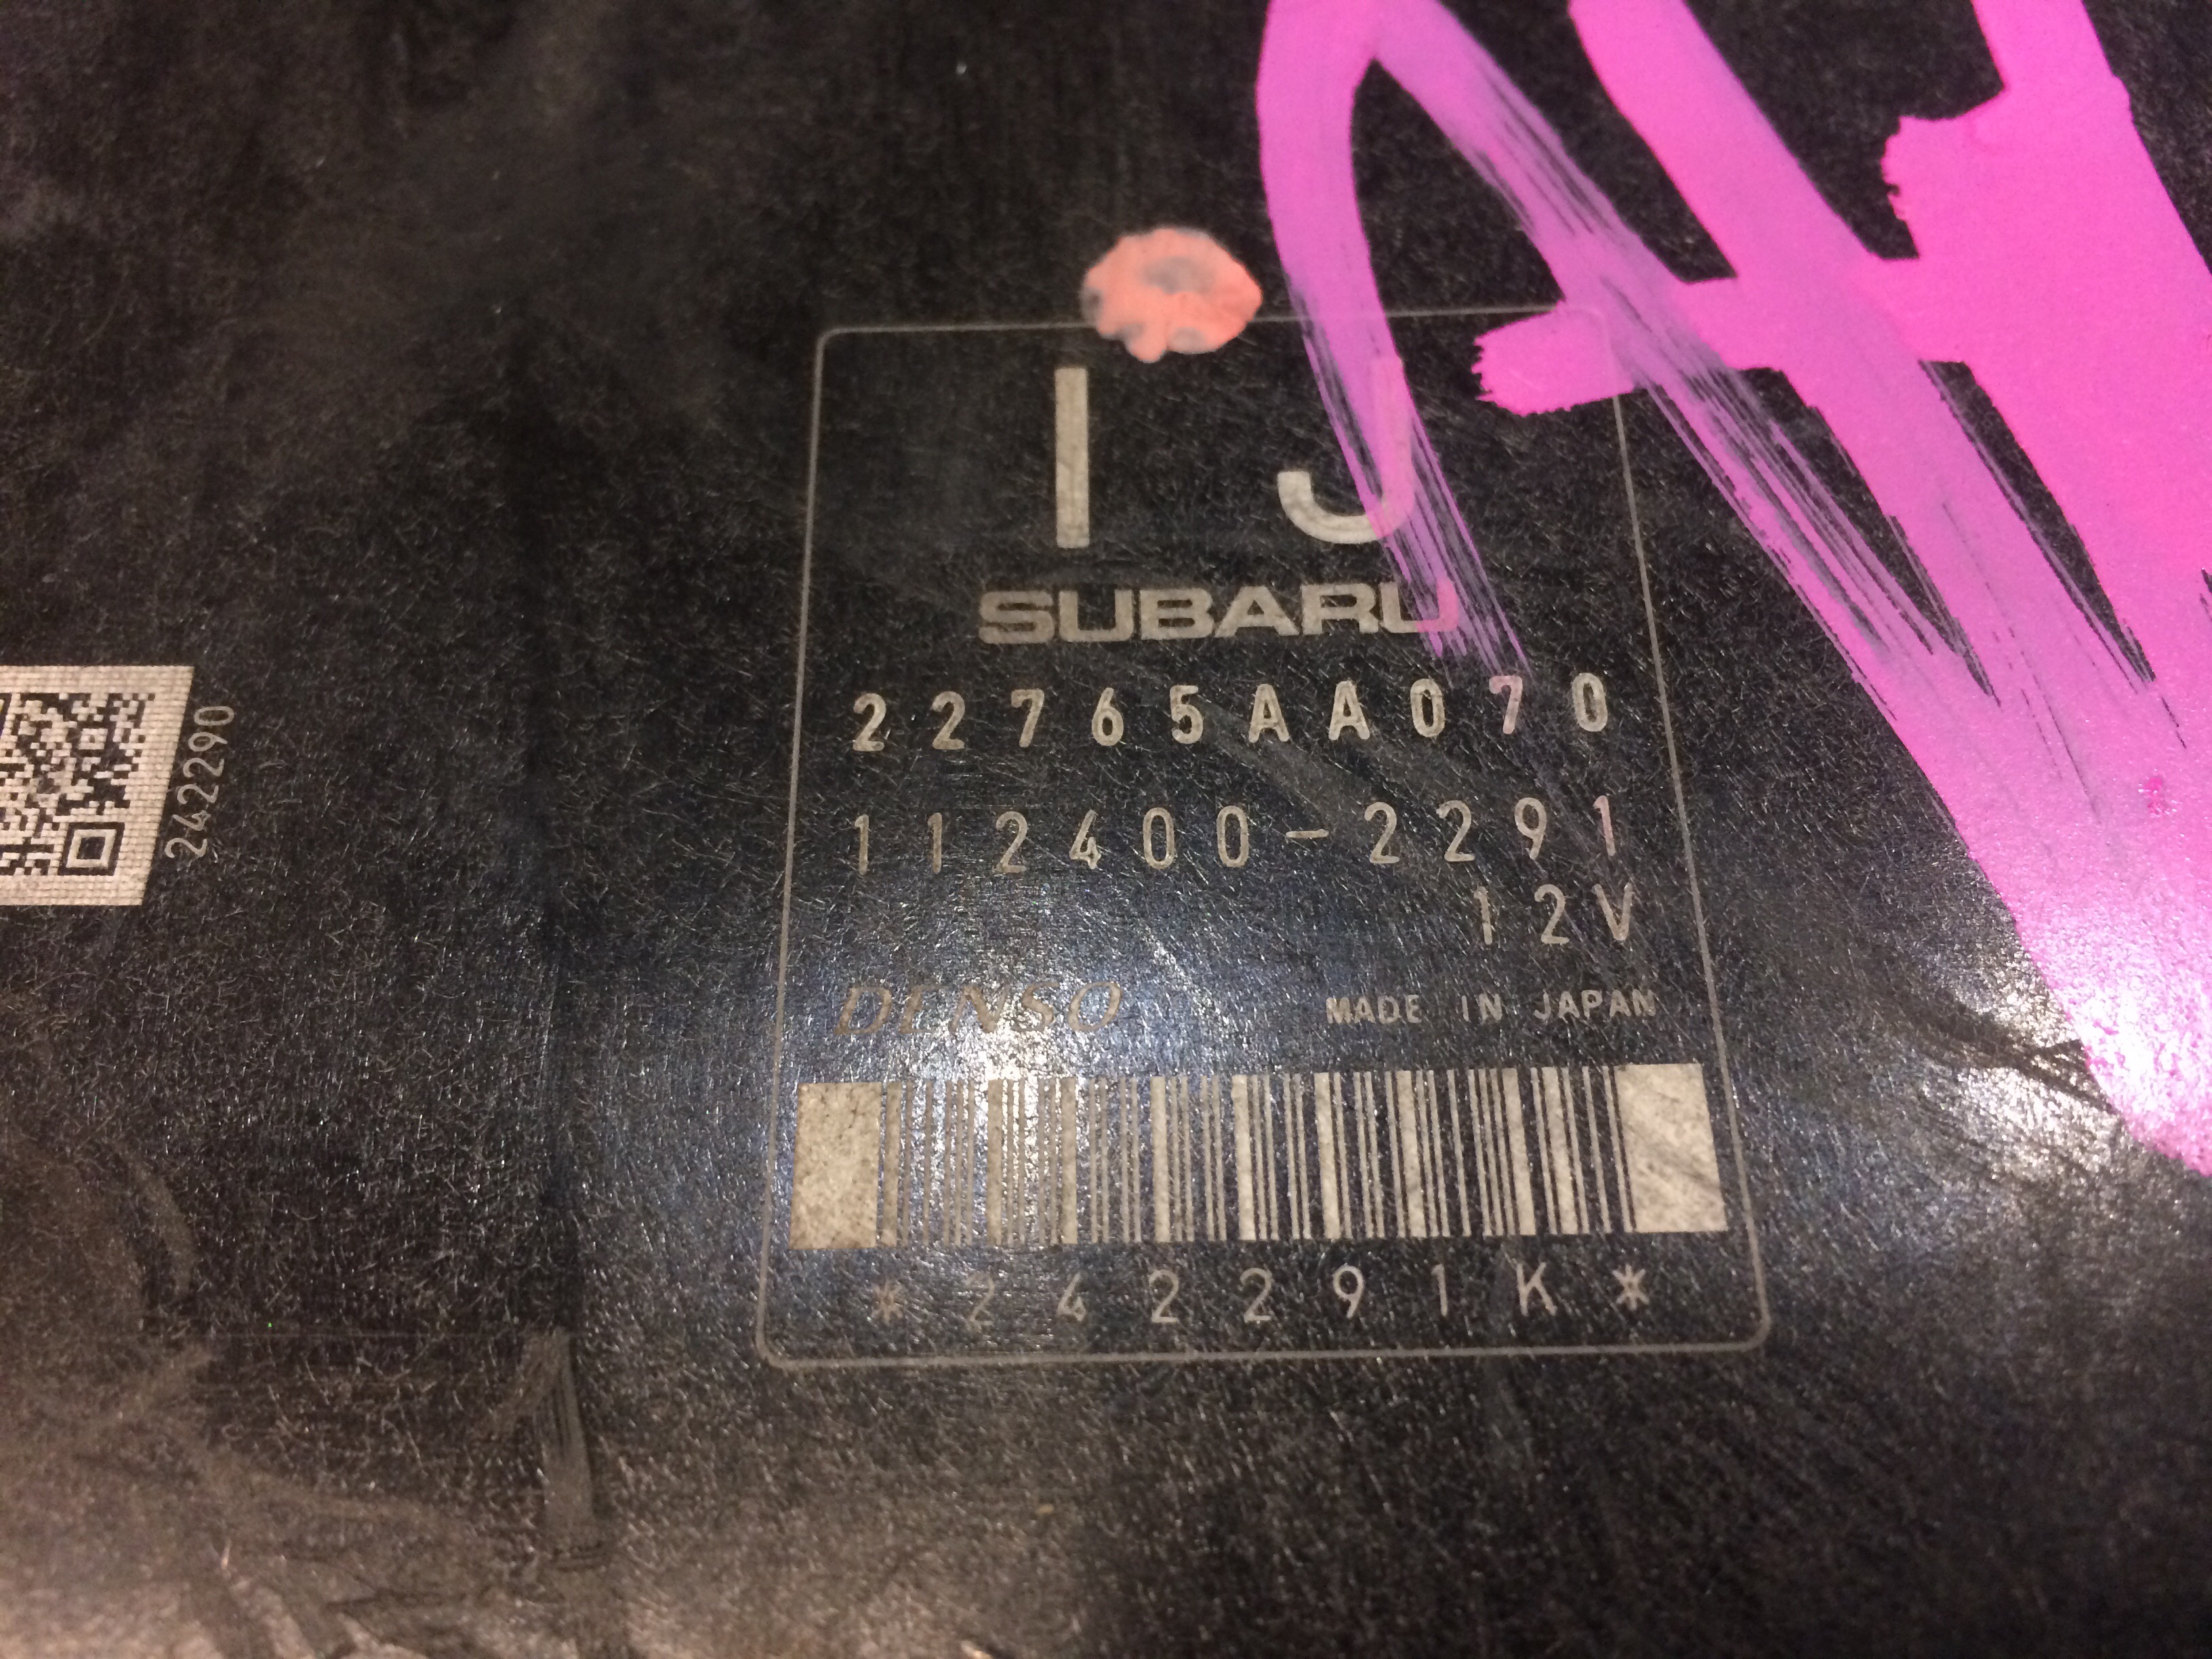 I J
SUBARU
22765AA070
112400-2291
12V
DENSO MADE IN JAPAN
*242291K*
242290